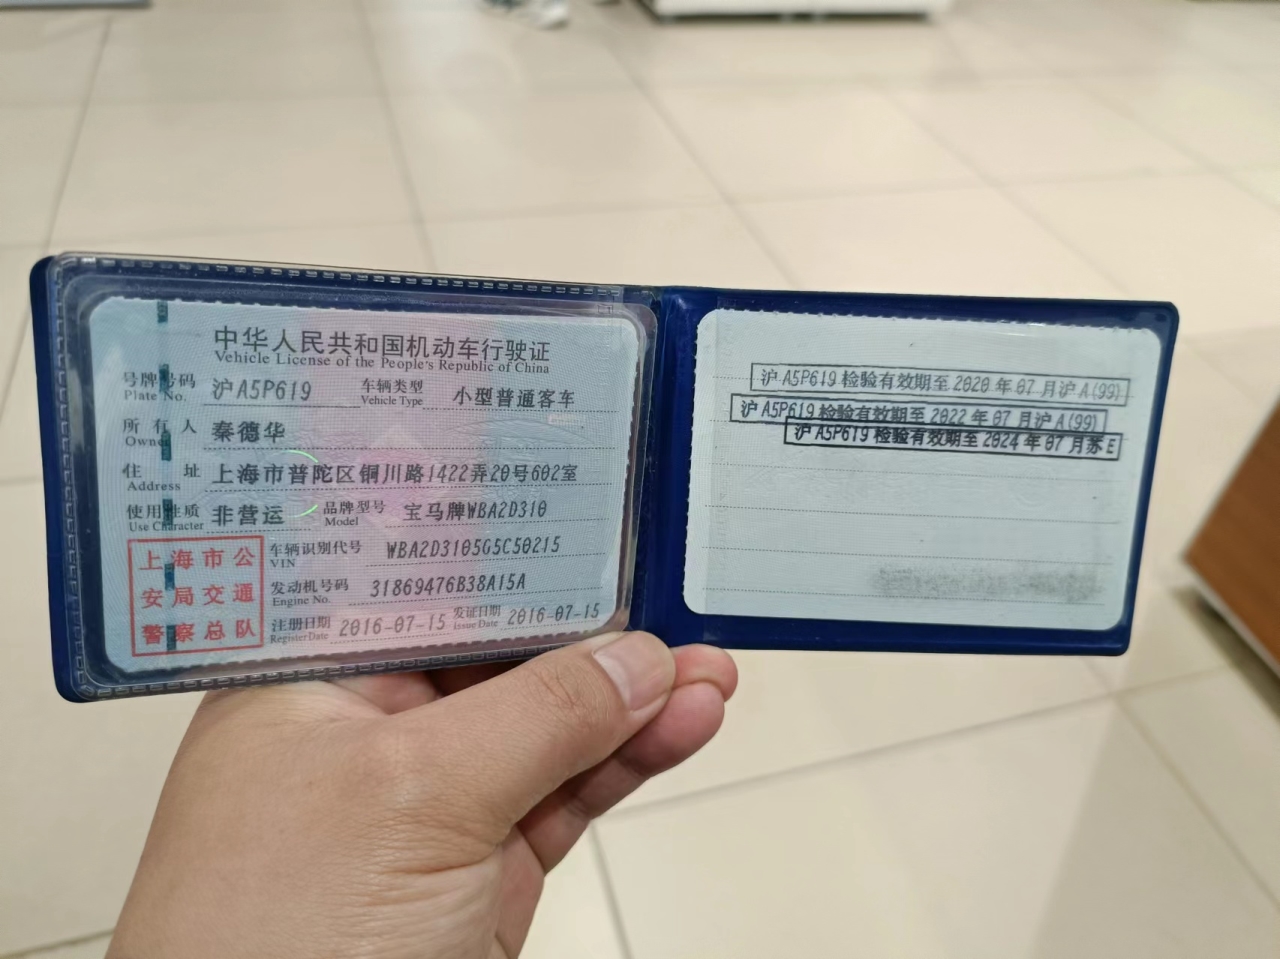 中华人民共和国机动车行驶证
Vehicle License of the People's Republic of China
号牌号码 沪A5P619 车辆类型 小型普通客车
Plate No. Vehicle Type
所有人 秦德华
Owner
住址 上海市普陀区铜川路1422弄20号602室
Address
使用性质 非营运 品牌型号 宝马牌WBA2D310
Use Character Model
车辆识别代号 WBA2D3105G5C50215
VIN
发动机号码 31869476B38A15A
Engine No.
注册日期 2016-07-15 发证日期 2016-07-15
Register Date Issue Date
上海市公
安局交通
警察总队
沪A5P619检验有效期至2020年07月沪A(99)
沪A5P619检验有效期至2022年07月沪A(99)
沪A5P619检验有效期至2024年07月苏E